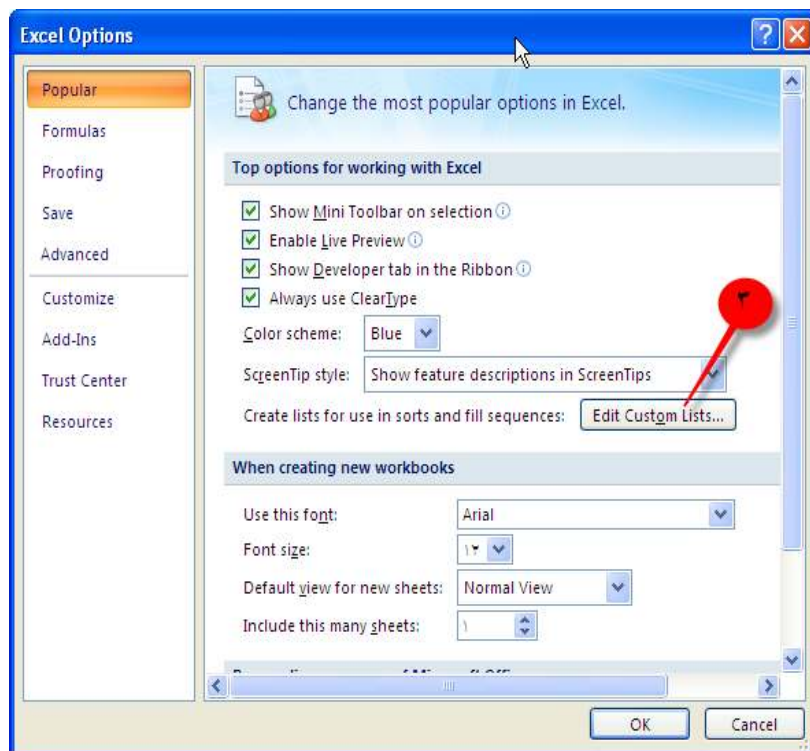 Excel Options
Popular
Formulas
Proofing
Save
Advanced
Customize
Add-Ins
Trust Center
Resources
Change the most popular options in Excel.
Top options for working with Excel
Show Mini Toolbar on selection
Enable Live Preview
Show Developer tab in the Ribbon
Always use ClearType
٣
Color scheme: Blue
ScreenTip style: Show feature descriptions in ScreenTips
Create lists for use in sorts and fill sequences: Edit Custom Lists...
When creating new workbooks
Use this font: Arial
Font size: ١٢
Default view for new sheets: Normal View
Include this many sheets: ١
OK Cancel